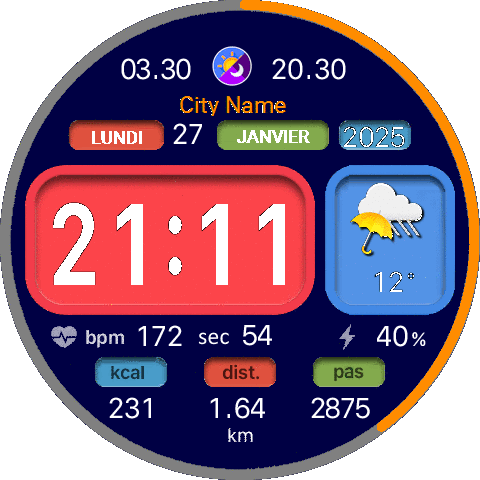 03.30 20.30
City Name
LUNDI 27 JANVIER 2025
21:11
12°
bpm 172 sec 54 40%
kcal dist. pas
231 1.64 2875
km